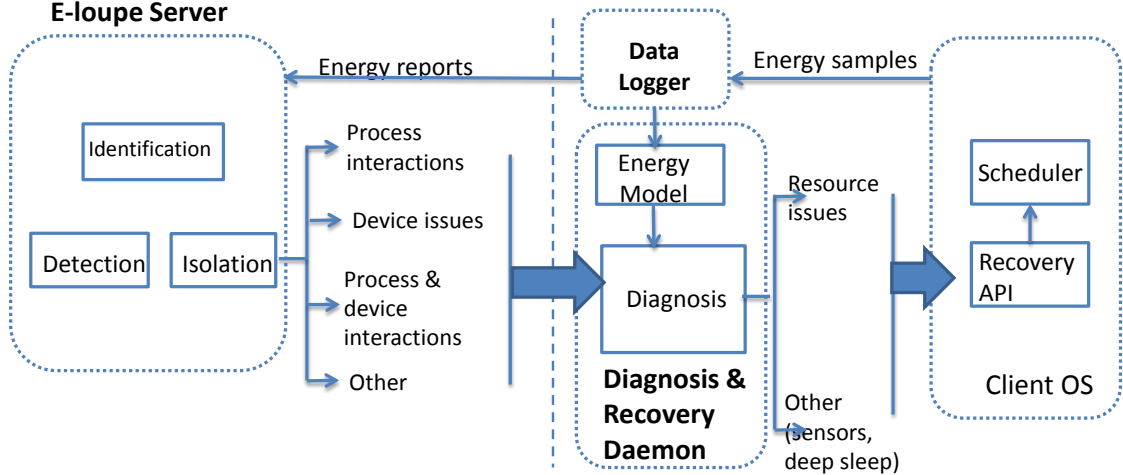 E-loupe Server
Energy reports
Data
Logger
Energy samples
Identification
Detection
Isolation
Process
interactions
Device issues
Process &
device
interactions
Other
Energy
Model
Diagnosis
Diagnosis &
Recovery
Daemon
Resource
issues
Other
(sensors,
deep sleep)
Scheduler
Recovery
API
Client OS